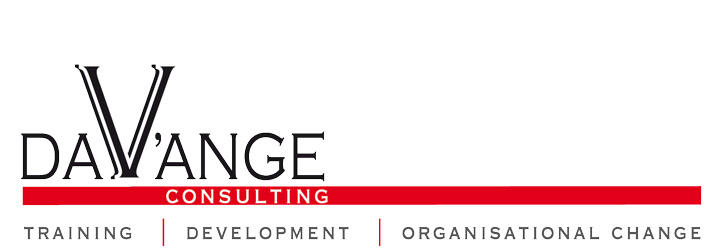 DAV'ANGE
CONSULTING
TRAINING | DEVELOPMENT | ORGANISATIONAL CHANGE